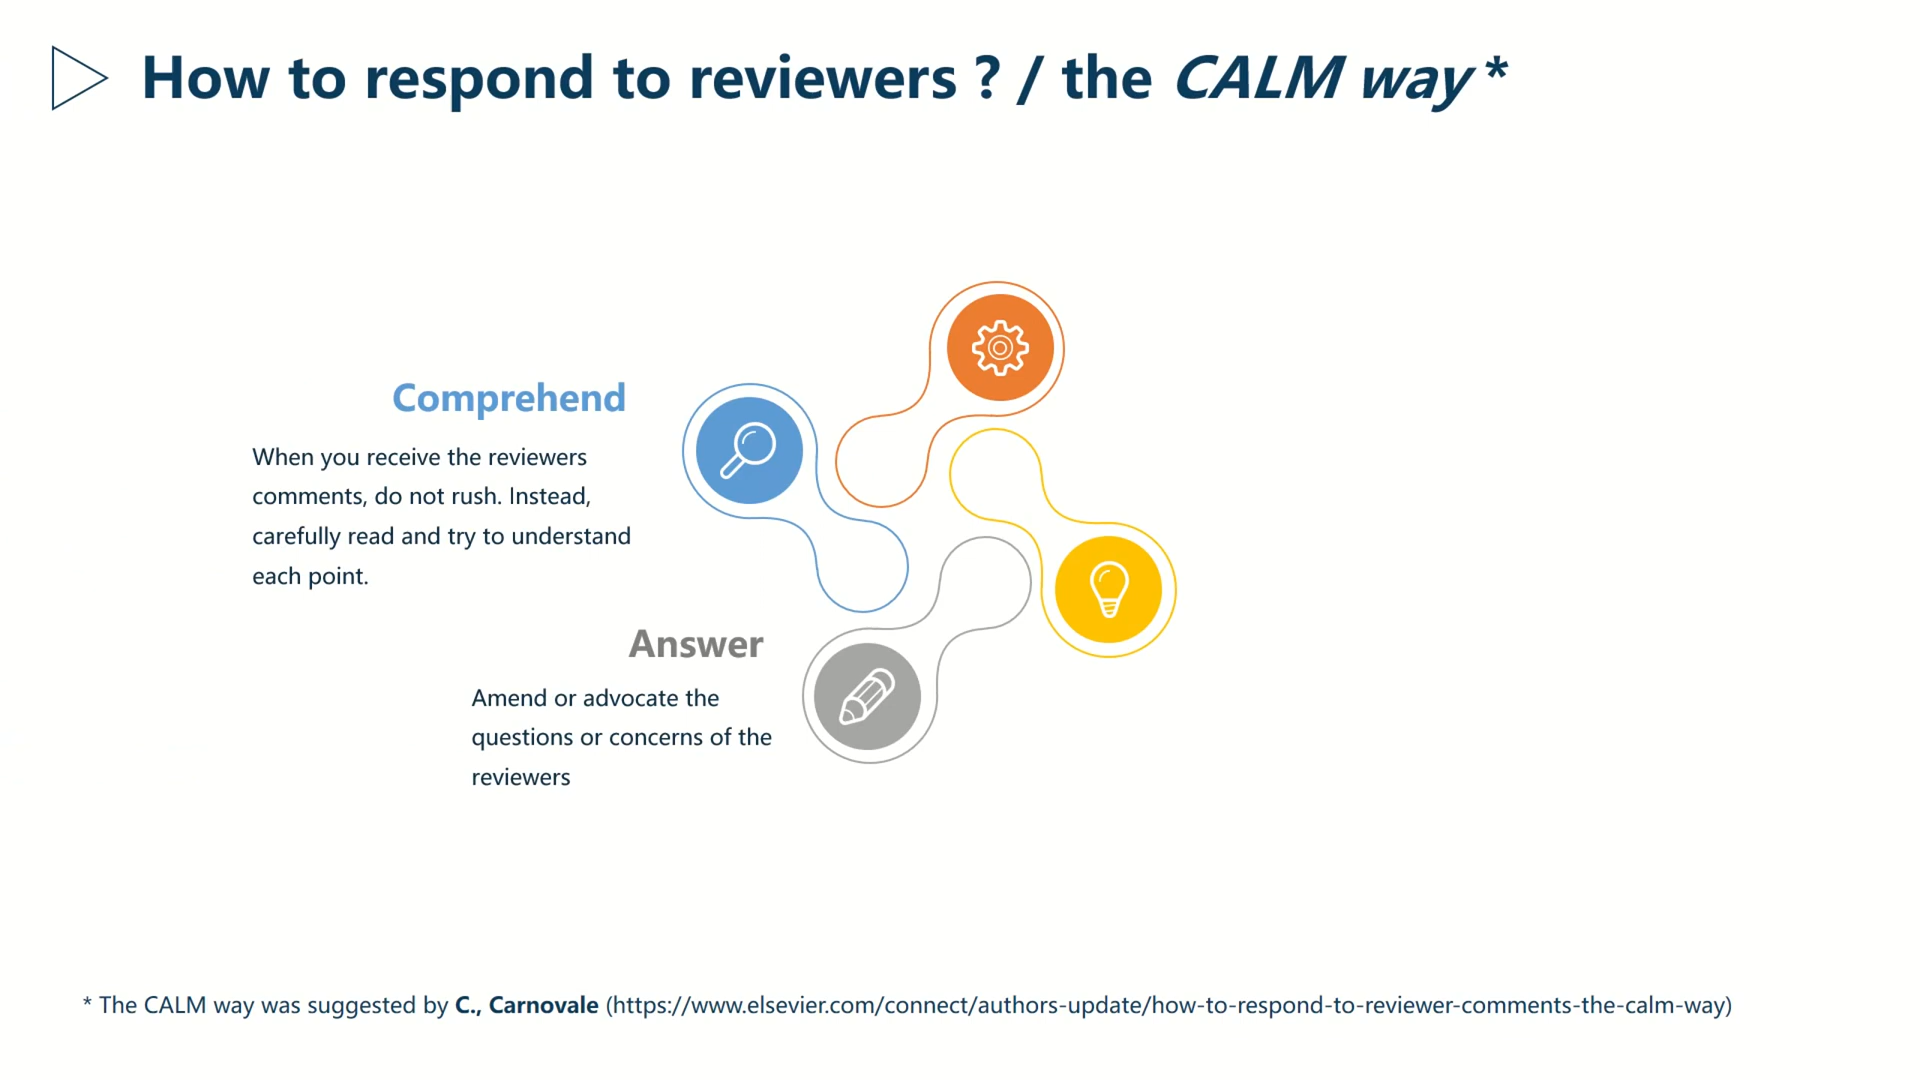 How to respond to reviewers ? / the CALM way *
Comprehend
When you receive the reviewers
comments, do not rush. Instead,
carefully read and try to understand
each point.
Answer
Amend or advocate the
questions or concerns of the
reviewers
* The CALM way was suggested by C., Carnovale (https://www.elsevier.com/connect/authors-update/how-to-respond-to-reviewer-comments-the-calm-way)